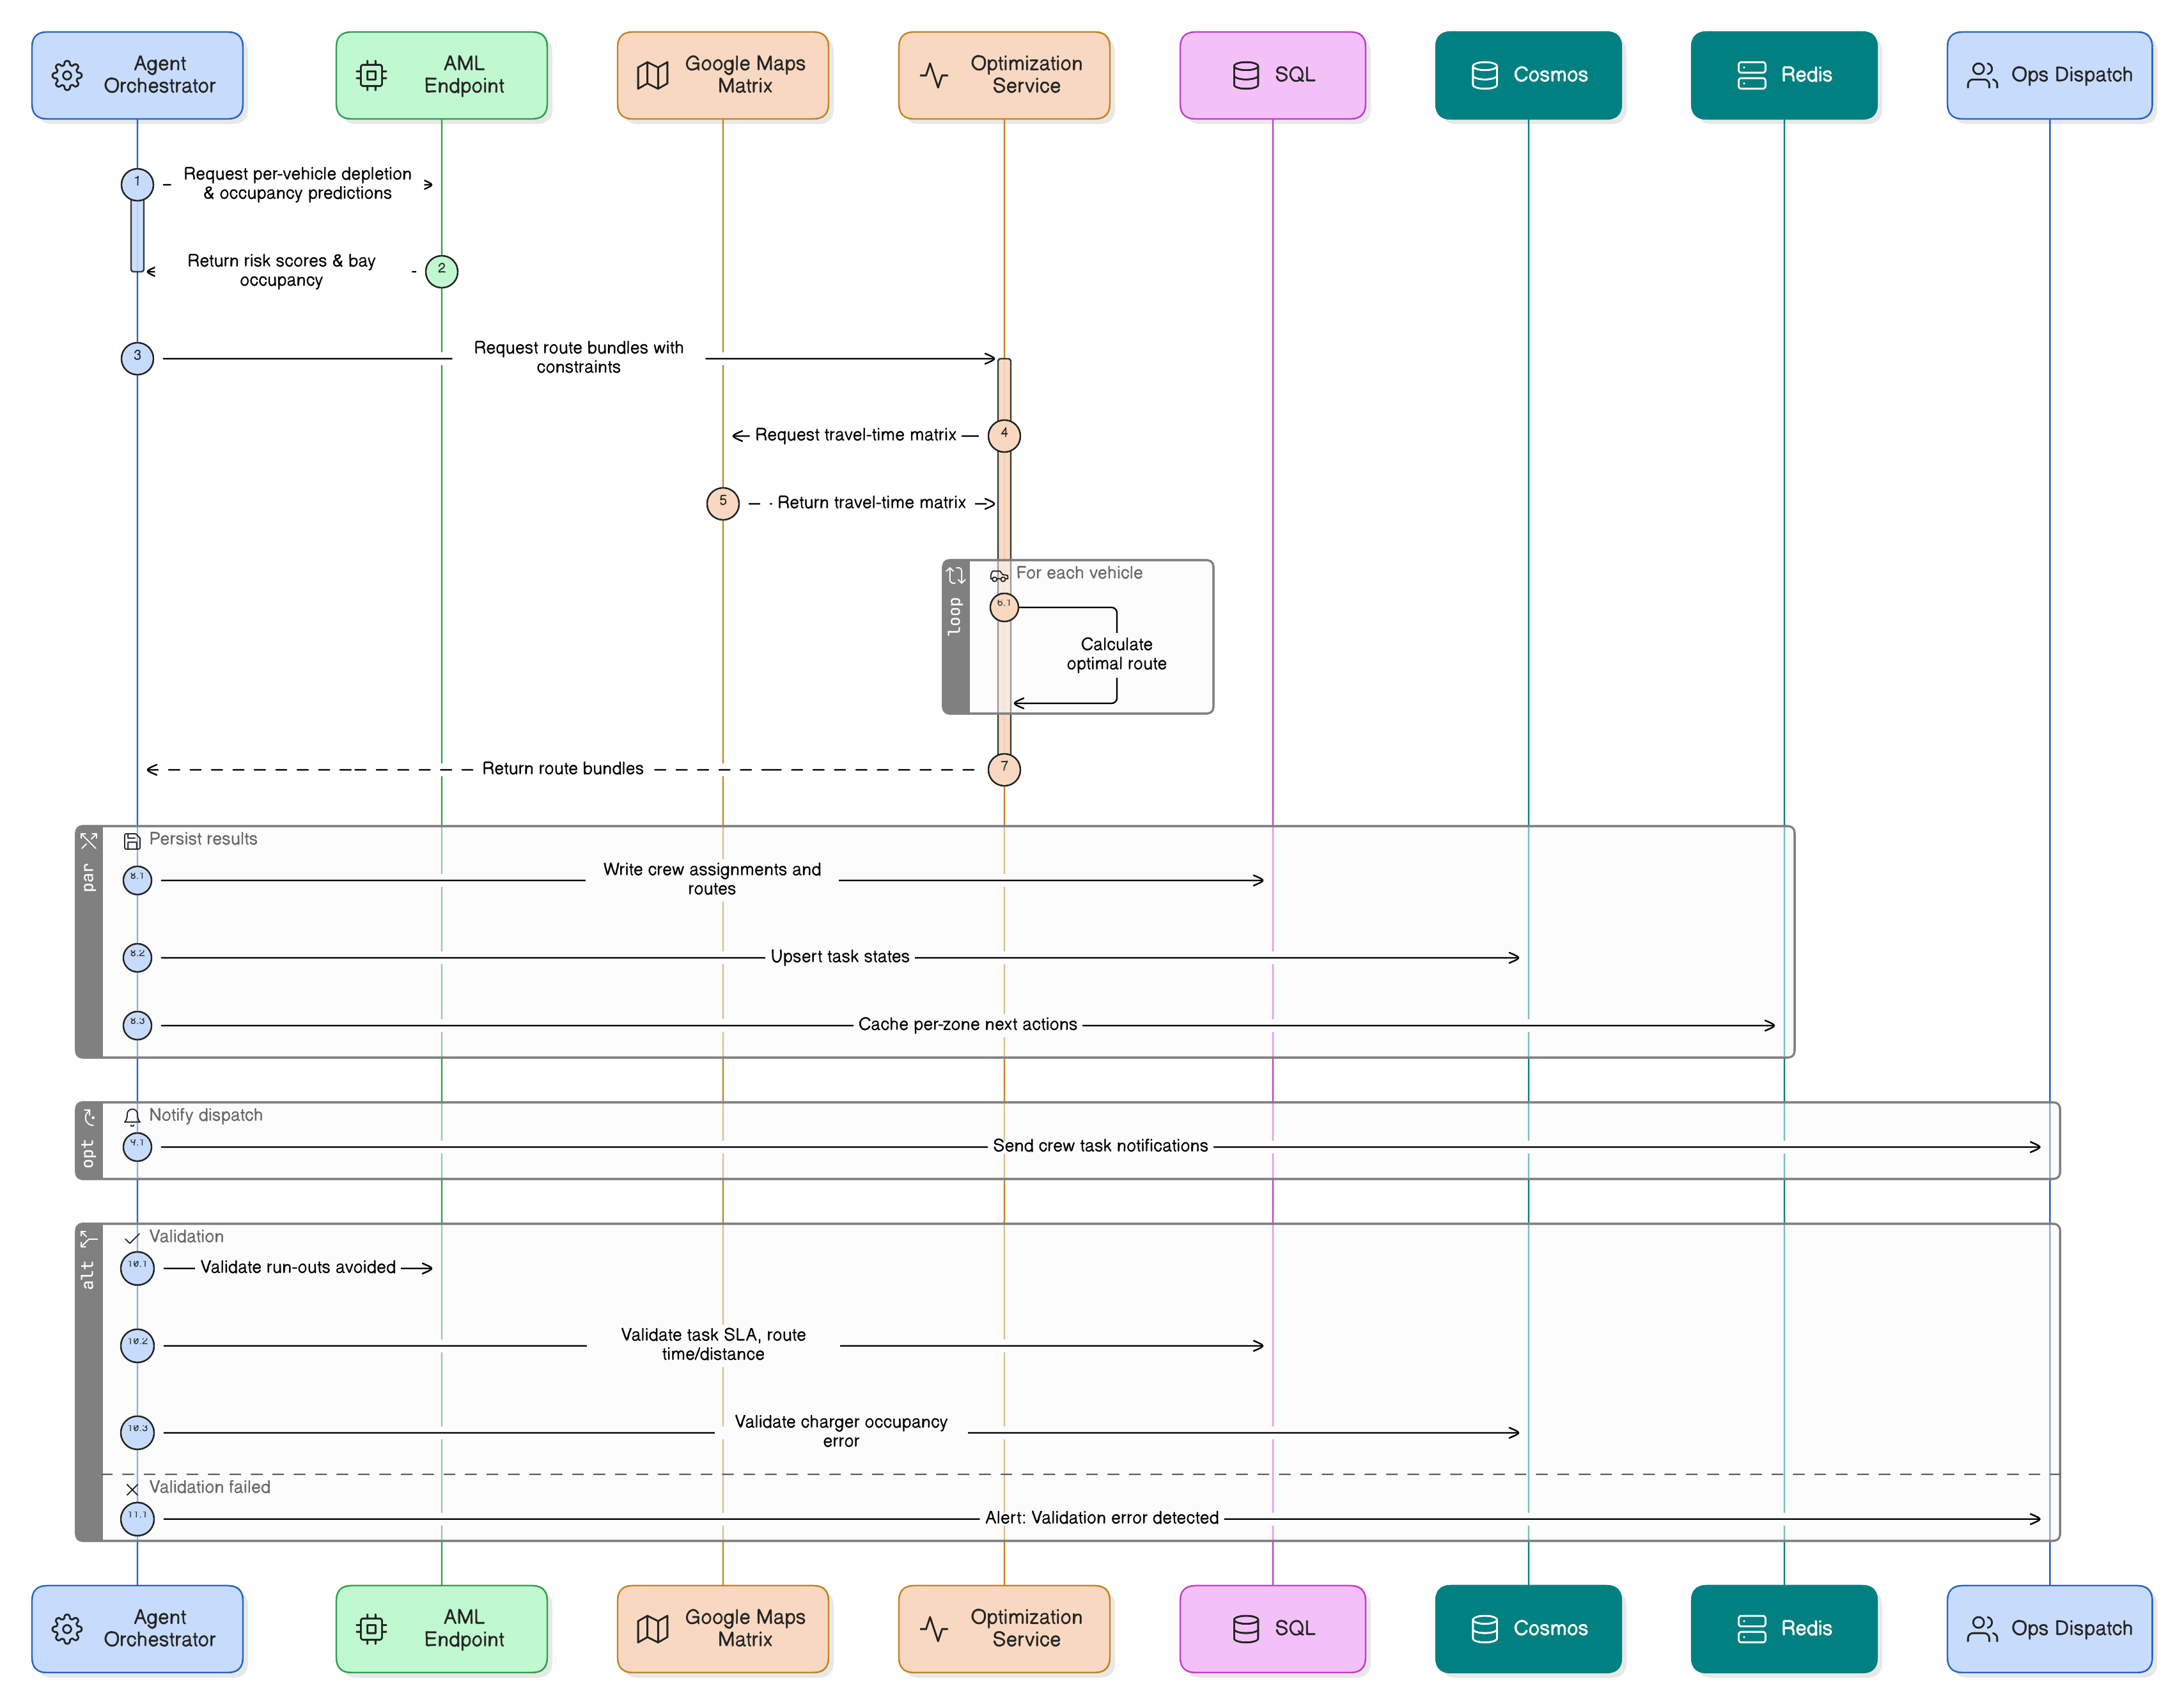 Agent
Orchestrator
AML
Endpoint
Google Maps
Matrix
Optimization
Service
SQL
Cosmos
Redis
Ops Dispatch
1
Request per-vehicle depletion
& occupancy predictions
Return risk scores & bay
occupancy
2
3
Request route bundles with
constraints
Request travel-time matrix
4
5
Return travel-time matrix
loop
For each vehicle
6.1
Calculate
optimal route
Return route bundles
7
par
Persist results
8.1
Write crew assignments and
routes
8.2
Upsert task states
8.3
Cache per-zone next actions
opt
Notify dispatch
9.1
Send crew task notifications
alt
Validation
10.1
Validate run-outs avoided
10.2
Validate task SLA, route
time/distance
10.3
Validate charger occupancy
error
Validation failed
11.1
Alert: Validation error detected
Agent
Orchestrator
AML
Endpoint
Google Maps
Matrix
Optimization
Service
SQL
Cosmos
Redis
Ops Dispatch